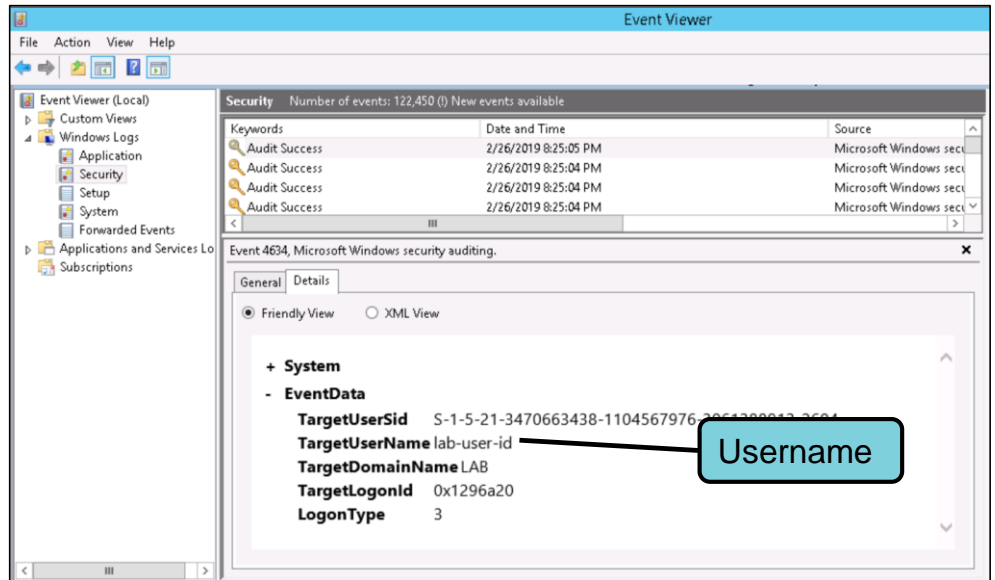 Event Viewer
File Action View Help
Event Viewer (Local)
Custom Views
Windows Logs
Application
Security
Setup
System
Forwarded Events
Applications and Services Lo
Subscriptions
Security Number of events: 122,450 (!) New events available
Keywords Date and Time Source
Audit Success 2/26/2019 8:25:05 PM Microsoft Windows secu
Audit Success 2/26/2019 8:25:04 PM Microsoft Windows secu
Audit Success 2/26/2019 8:25:04 PM Microsoft Windows secu
Audit Success 2/26/2019 8:25:04 PM Microsoft Windows secu
Event 4634, Microsoft Windows security auditing.
General Details
Friendly View XML View
+ System
- EventData
TargetUserSid S-1-5-21-3470663438-1104567976-
TargetUserName lab-user-id
Username
TargetDomainName LAB
TargetLogonId 0x1296a20
LogonType 3